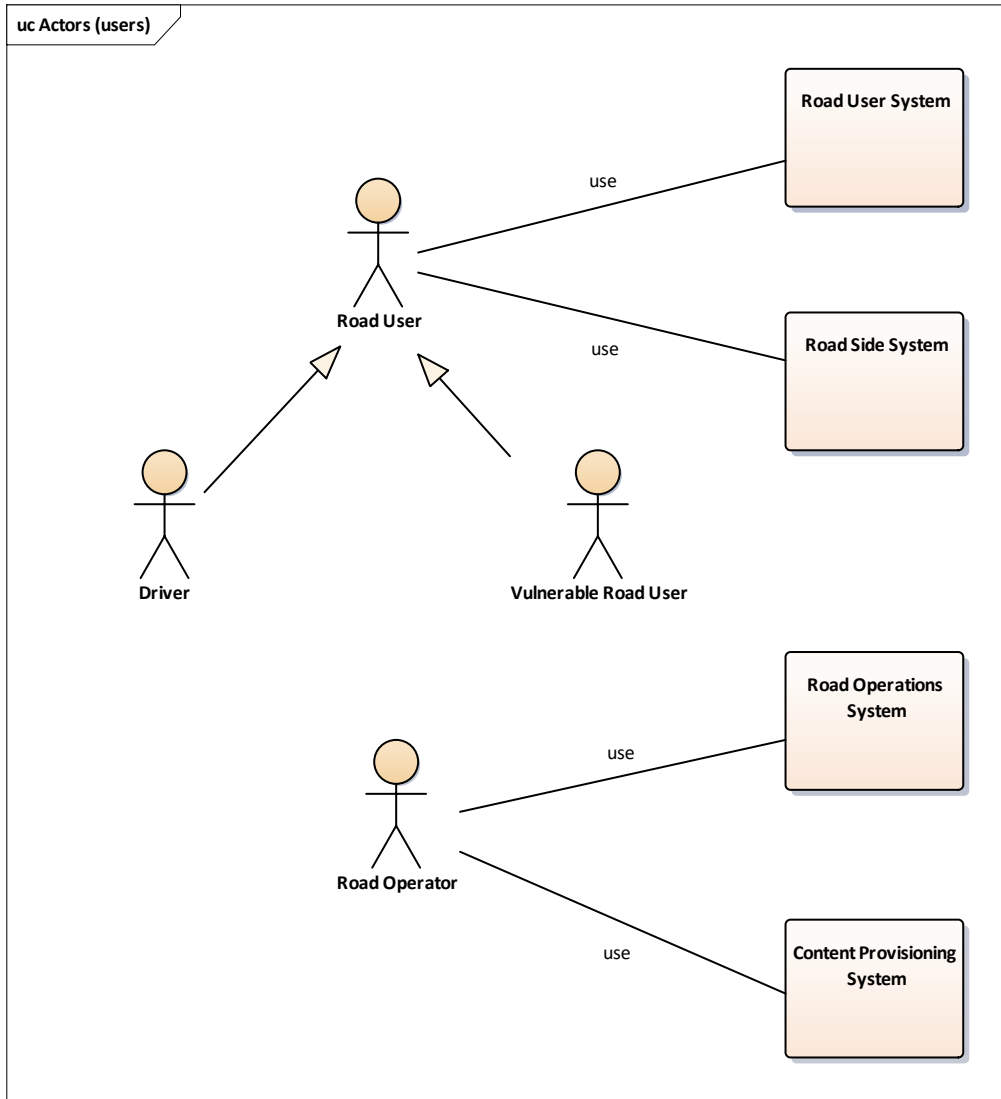 uc Actors (users)
Road User System
use
Road User
Road Side System
use
Driver
Vulnerable Road User
Road Operations
System
use
Road Operator
Content Provisioning
System
use